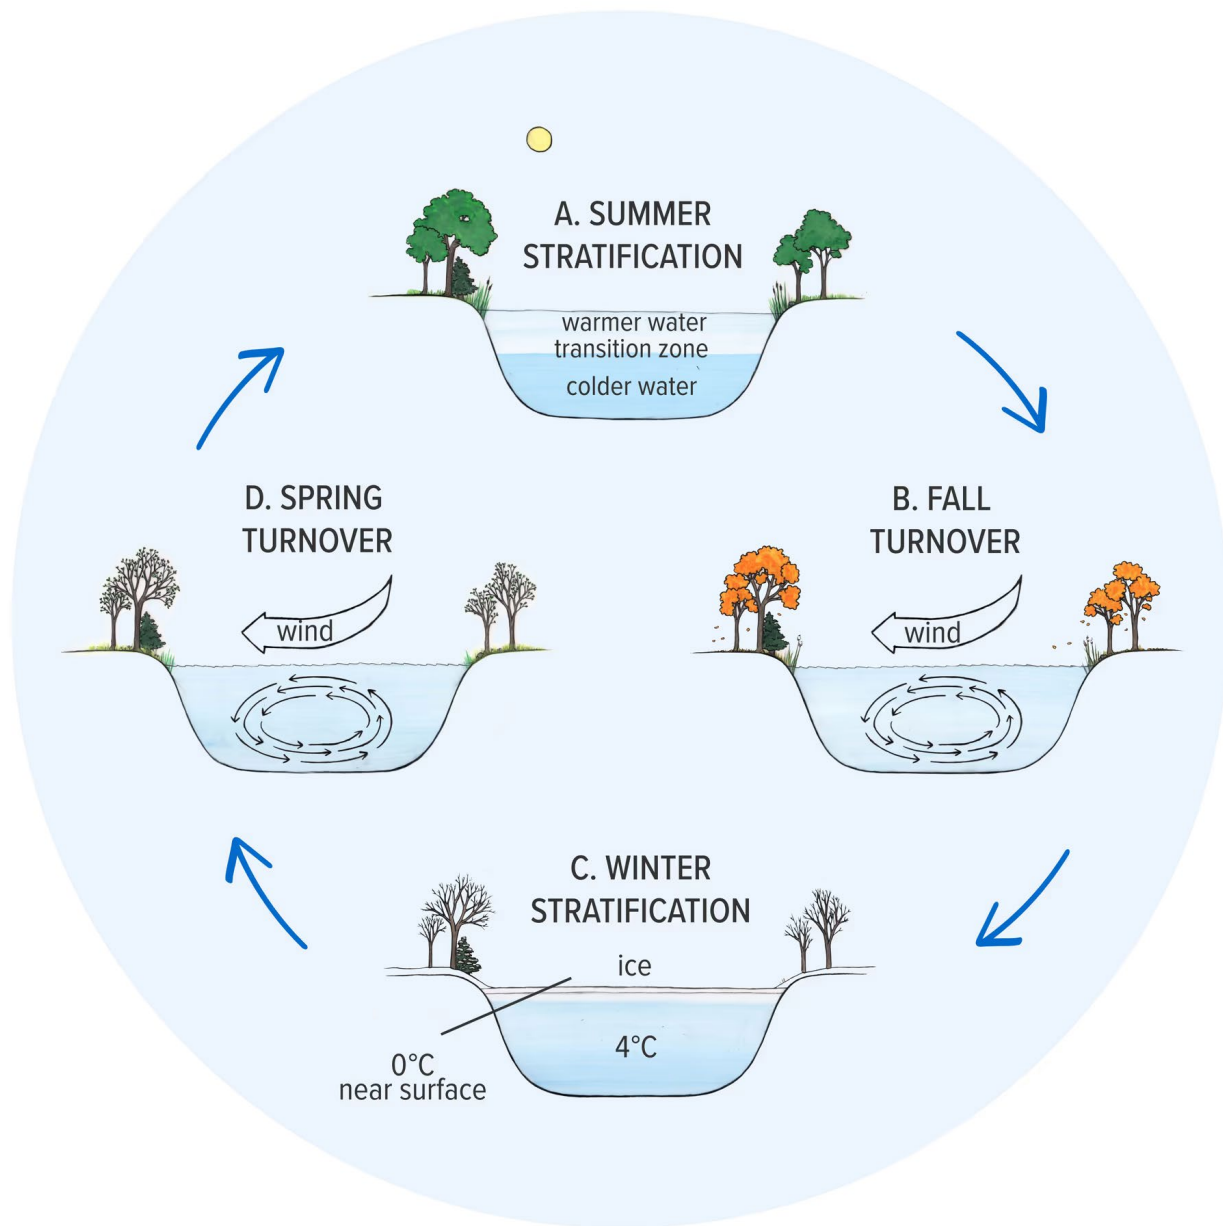 A. SUMMER
STRATIFICATION
warmer water
transition zone
colder water
D. SPRING
TURNOVER
wind
B. FALL
TURNOVER
wind
C. WINTER
STRATIFICATION
ice
4°C
0°C
near surface